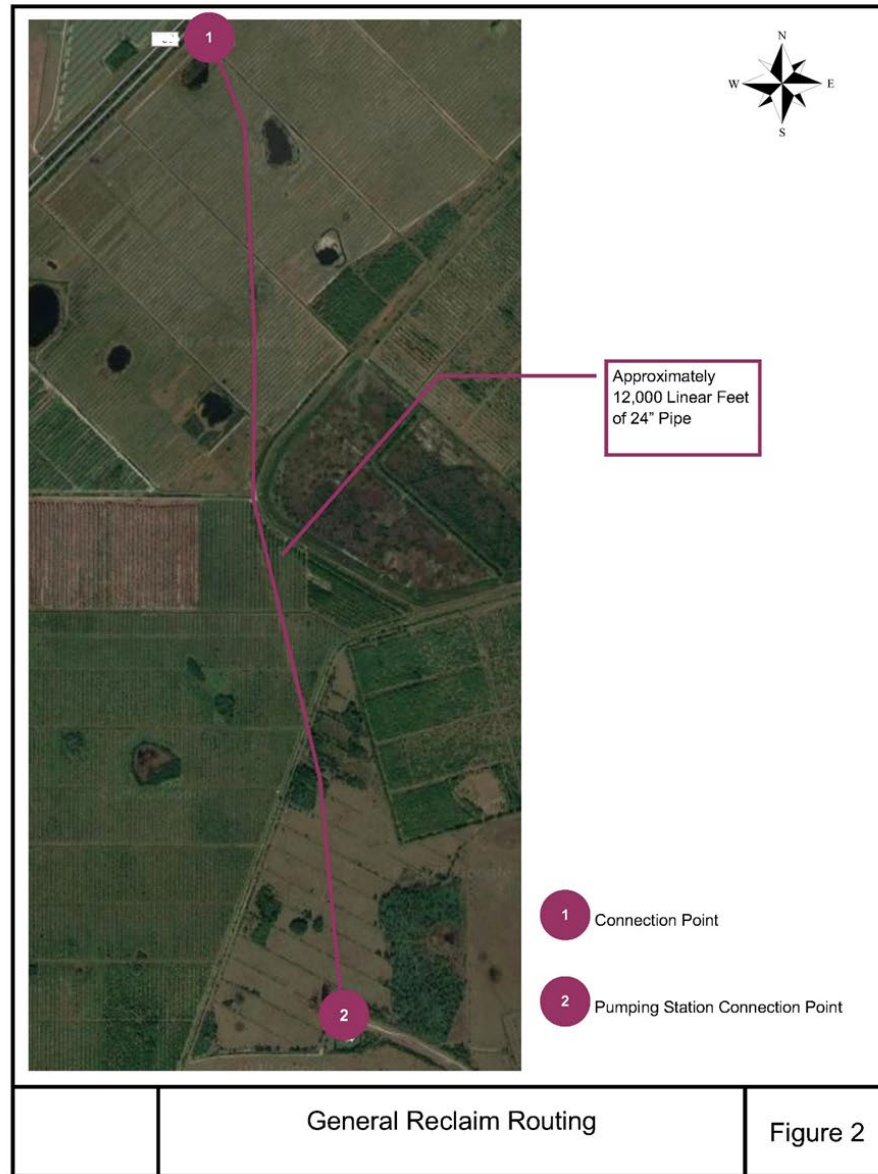 1
N
W
E
S
Approximately
12,000 Linear Feet
of 24" Pipe
1
Connection Point
2
Pumping Station Connection Point
2
General Reclaim Routing
Figure 2